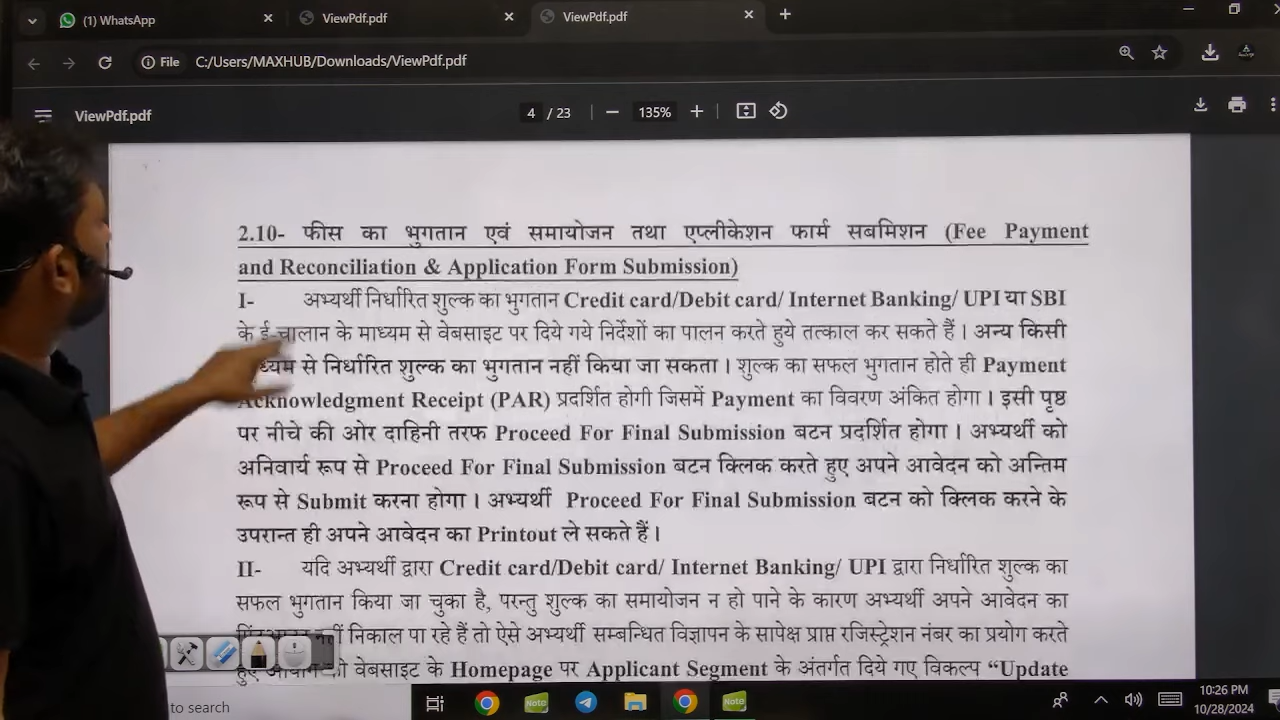 (1) WhatsApp
ViewPdf.pdf
ViewPdf.pdf
File C:/Users/MAXHUB/Downloads/ViewPdf.pdf
ViewPdf.pdf
4 / 23
135%
2.10- फीस का भुगतान एवं समायोजन तथा एप्लीकेशन फार्म सबमिशन (Fee Payment
and Reconciliation & Application Form Submission)
I- अभ्यर्थी निर्धारित शुल्क का भुगतान Credit card/Debit card/ Internet Banking/ UPI या SBI
के ई-चालान के माध्यम से वेबसाइट पर दिये गये निर्देशों का पालन करते हुये तत्काल कर सकते हैं। अन्य किसी
से निर्धारित शुल्क का भुगतान नहीं किया जा सकता। शुल्क का सफल भुगतान होते ही Payment
Acknowledgment Receipt (PAR) प्रदर्शित होगी जिसमें Payment का विवरण अंकित होगा। इसी पृष्ठ
पर नीचे की ओर दाहिनी तरफ Proceed For Final Submission बटन प्रदर्शित होगा। अभ्यर्थी को
अनिवार्य रूप से Proceed For Final Submission बटन क्लिक करते हुए अपने आवेदन को अन्तिम
रूप से Submit करना होगा। अभ्यर्थी Proceed For Final Submission बटन को क्लिक करने के
उपरान्त ही अपने आवेदन का Printout ले सकते हैं।
II- यदि अभ्यर्थी द्वारा Credit card/Debit card/ Internet Banking/ UPI द्वारा निर्धारित शुल्क का
सफल भुगतान किया जा चुका है, परन्तु शुल्क का समायोजन न हो पाने के कारण अभ्यर्थी अपने आवेदन का
निकाल पा रहे हैं तो ऐसे अभ्यर्थी सम्बन्धित विज्ञापन के सापेक्ष प्राप्त रजिस्ट्रेशन नंबर का प्रयोग करते
हुए वेबसाइट के Homepage पर Applicant Segment के अंतर्गत दिये गए विकल्प “Update
to search
Note
Note
10:26 PM
10/28/2024